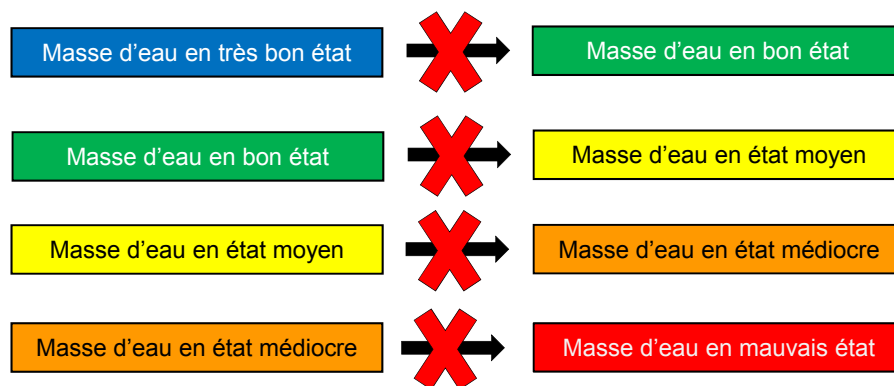 Masse d'eau en très bon état
Masse d'eau en bon état
Masse d'eau en bon état
Masse d'eau en état moyen
Masse d'eau en état moyen
Masse d'eau en état médiocre
Masse d'eau en état médiocre
Masse d'eau en mauvais état